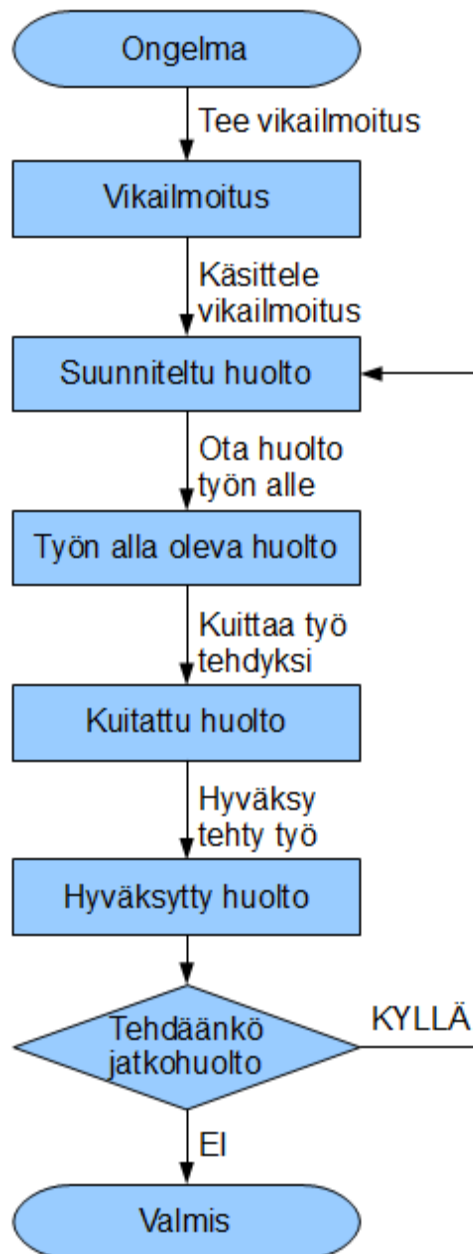 Ongelma
Tee vikailmoitus
Vikailmoitus
Käsittele
vikailmoitus
Suunniteltu huolto
Ota huolto
työn alle
Työn alla oleva huolto
Kuittaa työ
tehdyksi
Kuitattu huolto
Hyväksy
tehty työ
Hyväksytty huolto
Tehdäänkö
jatkohuolto
KYLLÄ
EI
Valmis